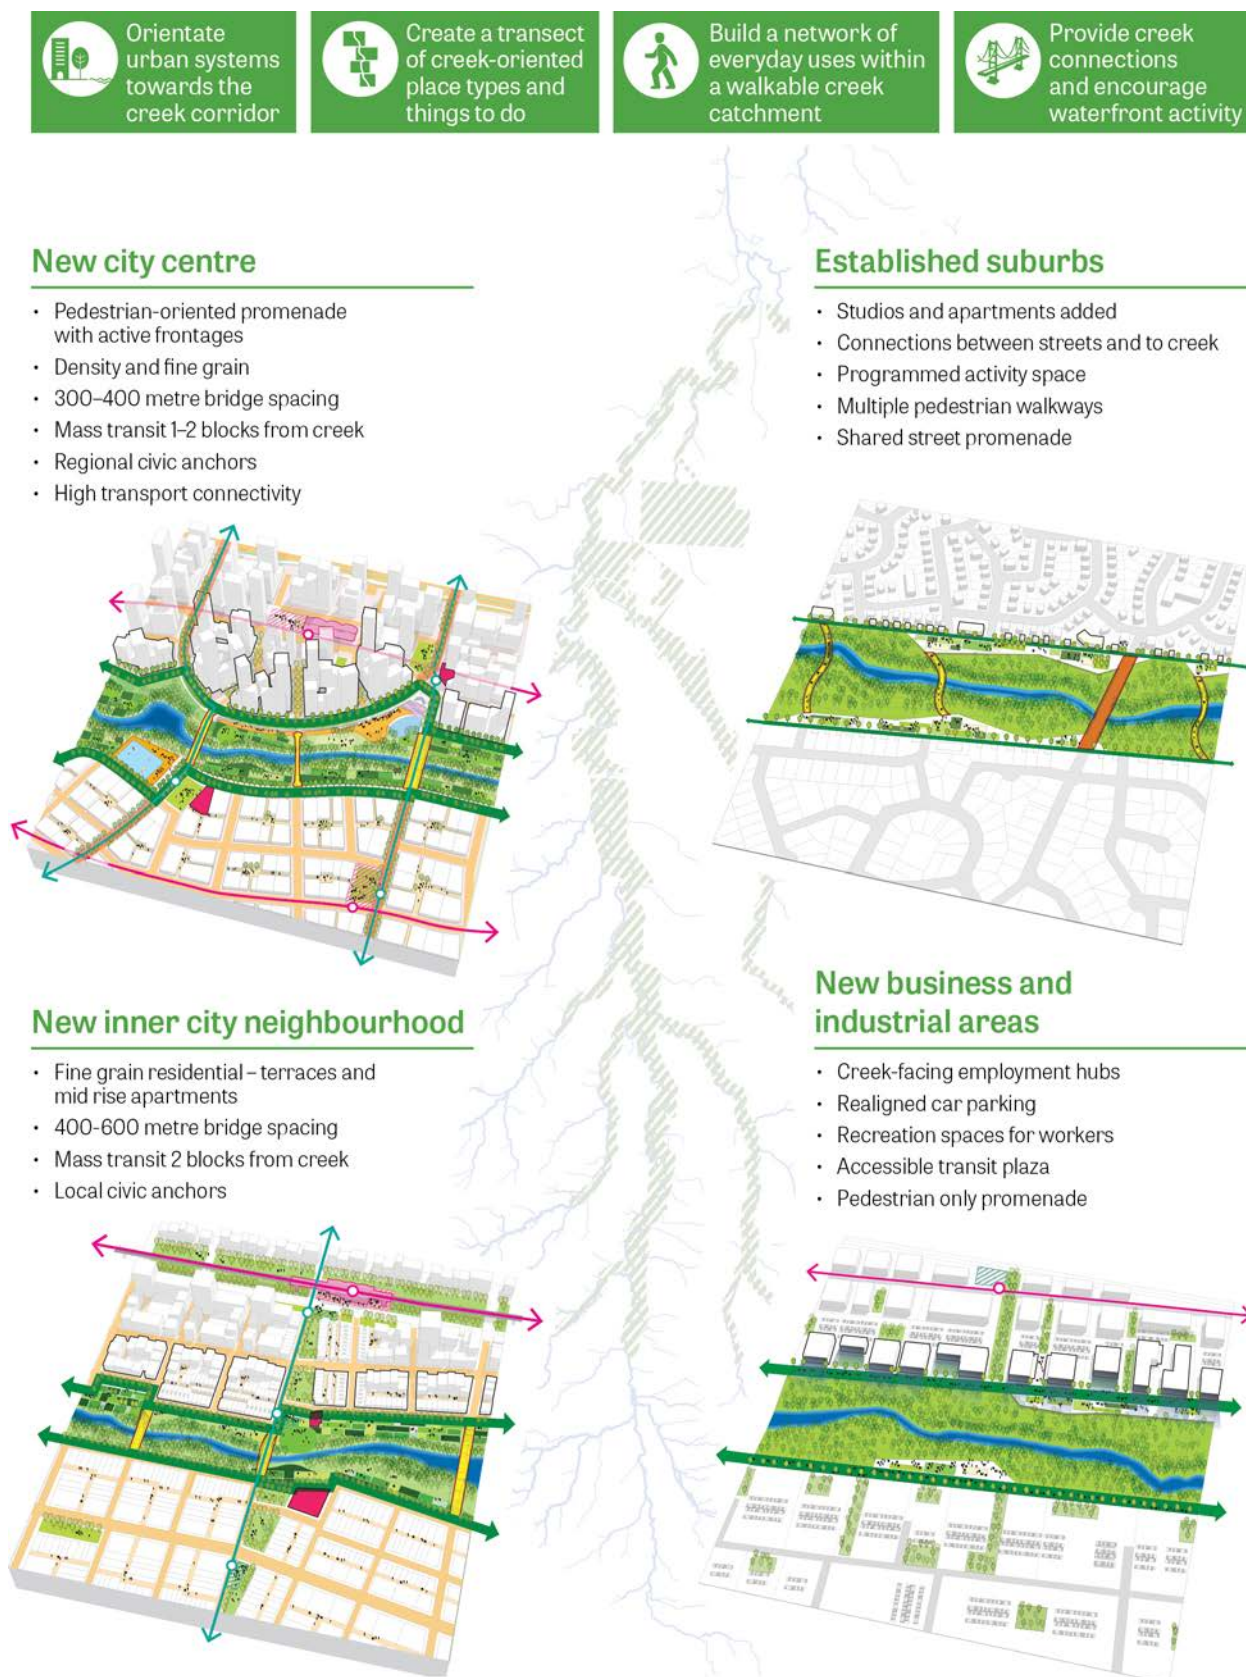 Orientate
urban systems
towards the
creek corridor
Create a transect
of creek-oriented
place types and
things to do
Build a network of
everyday uses within
a walkable creek
catchment
Provide creek
connections
and encourage
waterfront activity
New city centre
• Pedestrian-oriented promenade
with active frontages
• Density and fine grain
• 300–400 metre bridge spacing
• Mass transit 1–2 blocks from creek
• Regional civic anchors
• High transport connectivity
Established suburbs
• Studios and apartments added
• Connections between streets and to creek
• Programmed activity space
• Multiple pedestrian walkways
• Shared street promenade
New inner city neighbourhood
• Fine grain residential – terraces and
mid rise apartments
• 400-600 metre bridge spacing
• Mass transit 2 blocks from creek
• Local civic anchors
New business and
industrial areas
• Creek-facing employment hubs
• Realigned car parking
• Recreation spaces for workers
• Accessible transit plaza
• Pedestrian only promenade